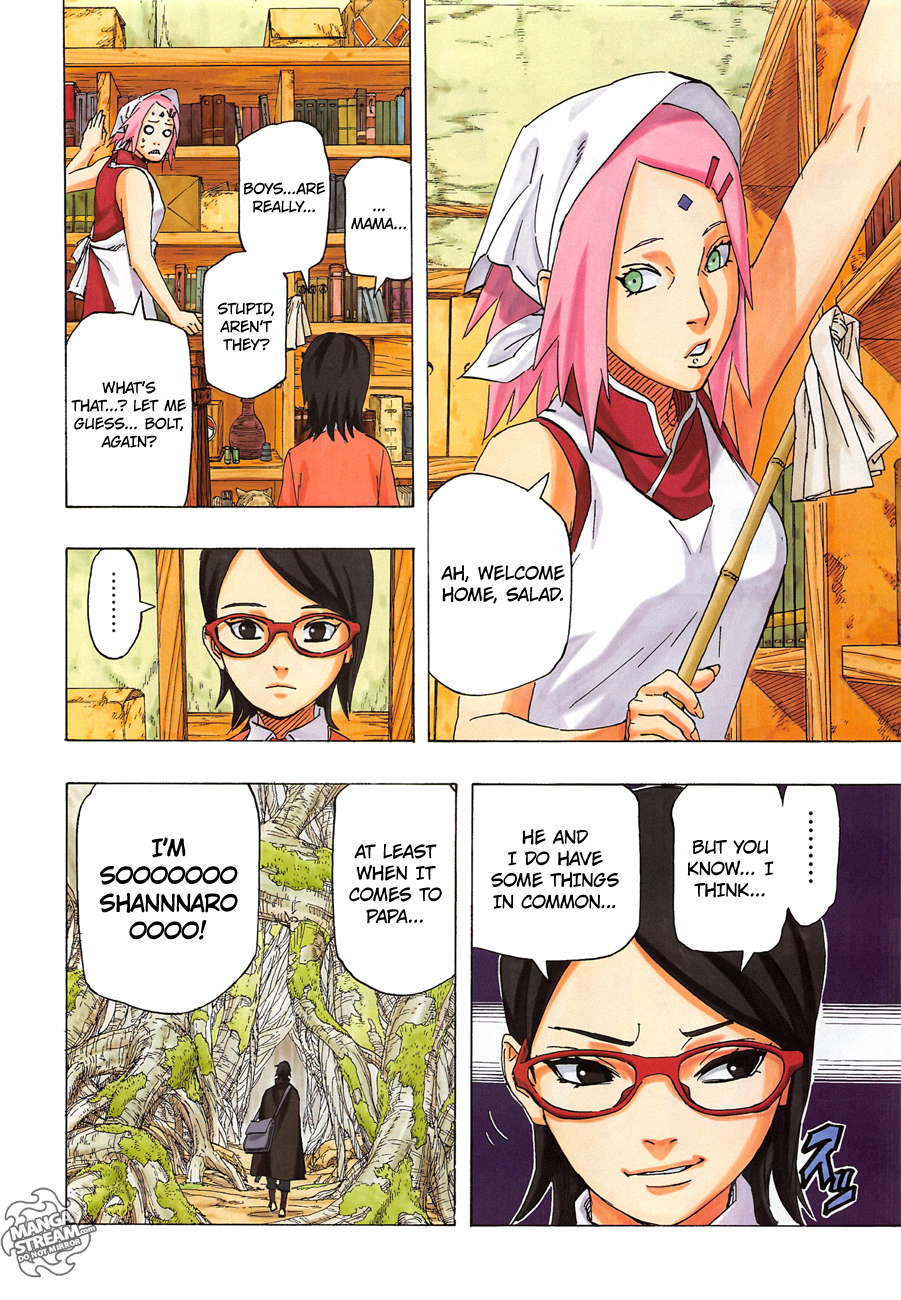 AH, WELCOME
HOME, SALAD.
...
MAMA...
BOYS...ARE
REALLY...
STUPID,
AREN'T
THEY?
WHAT'S
THAT...? LET ME
GUESS... BOLT,
AGAIN?
........
........
BUT YOU
KNOW... I
THINK...
HE AND
I DO HAVE
SOME THINGS
IN COMMON...
スッ
AT LEAST
WHEN IT
COMES TO
PAPA...
I'M
SOOOOOOO
SHANNNARO
OOOO!
MANGA
STREAM.com
DO NOT MIRROR